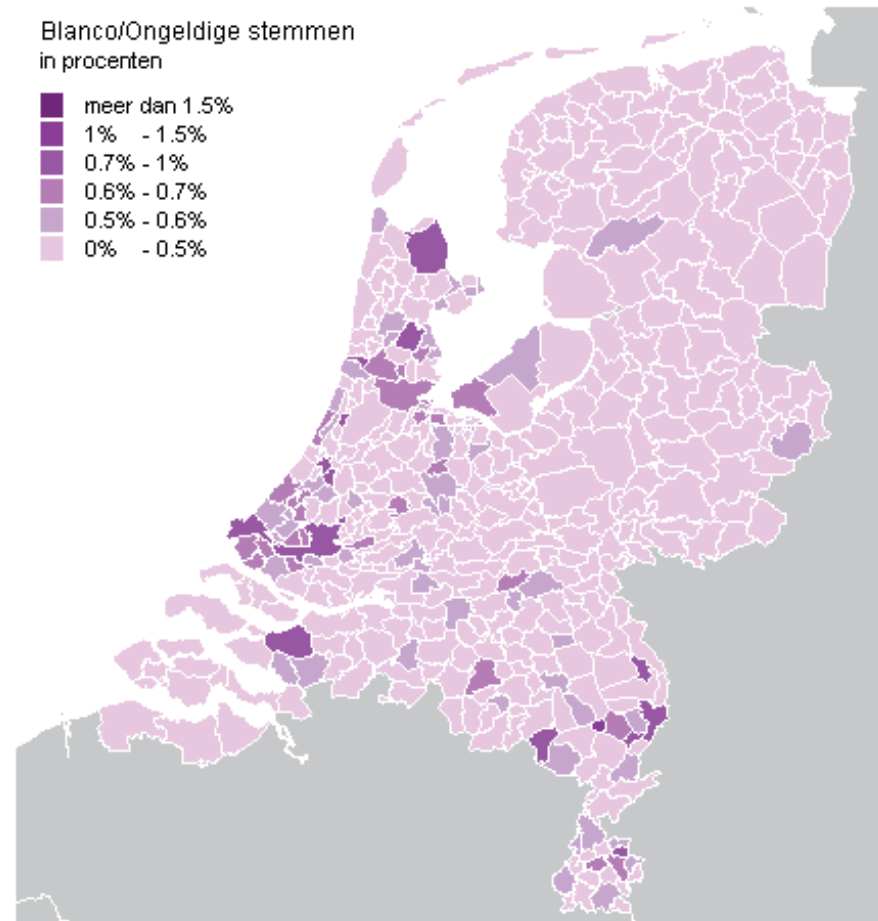 Blanco/Ongeldige stemmen
in procenten
meer dan 1.5%
1% - 1.5%
0.7% - 1%
0.6% - 0.7%
0.5% - 0.6%
0% - 0.5%